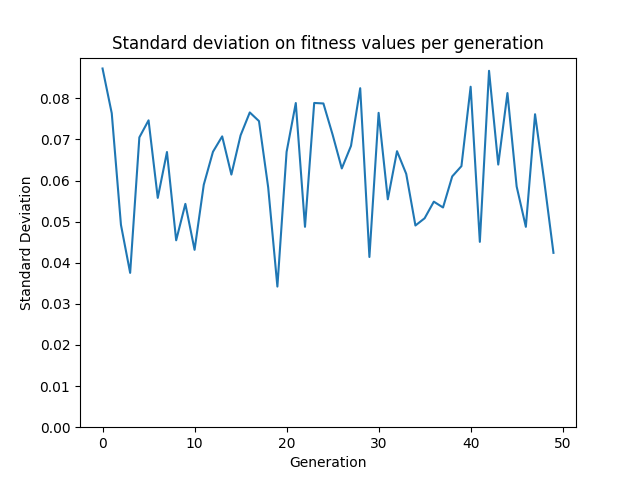 Standard deviation on fitness values per generation
0.08
0.07
0.06
0.05
0.04
0.03
0.02
0.01
0.00
Standard Deviation
0 10 20 30 40 50
Generation